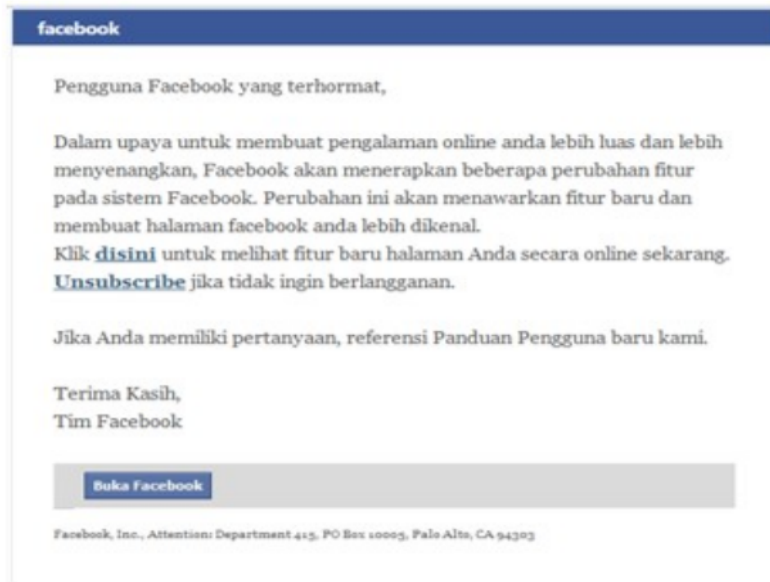 facebook
Pengguna Facebook yang terhormat,
Dalam upaya untuk membuat pengalaman online anda lebih luas dan lebih
menyenangkan, Facebook akan menerapkan beberapa perubahan fitur
pada sistem Facebook. Perubahan ini akan menawarkan fitur baru dan
membuat halaman facebook anda lebih dikenal.
Klik disini untuk melihat fitur baru halaman Anda secara online sekarang.
Unsubscribe jika tidak ingin berlangganan.
Jika Anda memiliki pertanyaan, referensi Panduan Pengguna baru kami.
Terima Kasih,
Tim Facebook
Buka Facebook
Facebook, Inc., Attention: Department 415, PO Box 10005, Palo Alto, CA 94303